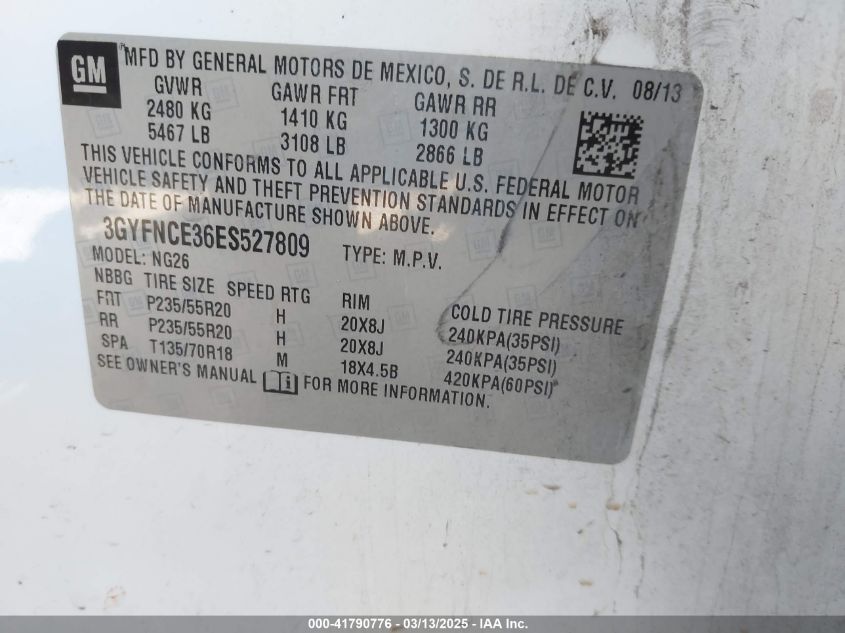 GM
MFD BY GENERAL MOTORS DE MEXICO, S. DE R.L. DE C.V. 08/13
GVWR GAWR FRT GAWR RR
2480 KG 1410 KG 1300 KG
5467 LB 3108 LB 2866 LB
THIS VEHICLE CONFORMS TO ALL APPLICABLE U.S. FEDERAL MOTOR
VEHICLE SAFETY AND THEFT PREVENTION STANDARDS IN EFFECT ON
THE DATE OF MANUFACTURE SHOWN ABOVE.
3GYFNCE36ES527809 TYPE: M.P.V.
MODEL: NG26
NBBG TIRE SIZE SPEED RTG RIM COLD TIRE PRESSURE
FRT P235/55R20 H 20X8J 240KPA(35PSI)
RR P235/55R20 H 20X8J 240KPA(35PSI)
SPA T135/70R18 M 18X4.5B 420KPA(60PSI)
SEE OWNER'S MANUAL FOR MORE INFORMATION.
000-41790776 - 03/13/2025 - IAA Inc.